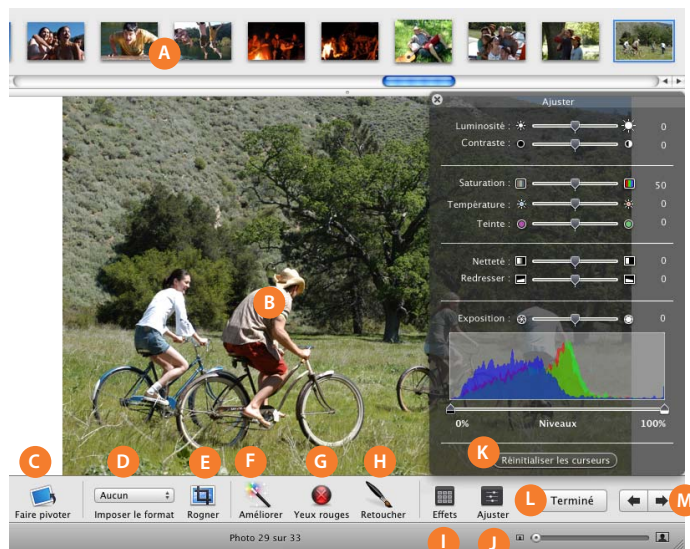 A
Ajuster
Luminosité : 0
Contraste : 0
Saturation : 50
Température : 0
Teinte : 0
B
Netteté : 0
Redresser : 0
Exposition : 0
0% Niveaux 100%
K
Réinitialiser les curseurs
C D E F G H
Aucun
L Terminé M
Faire pivoter Imposer le format Rogner Améliorer Yeux rouges Retoucher Effets Ajuster
Photo 29 sur 33
I J